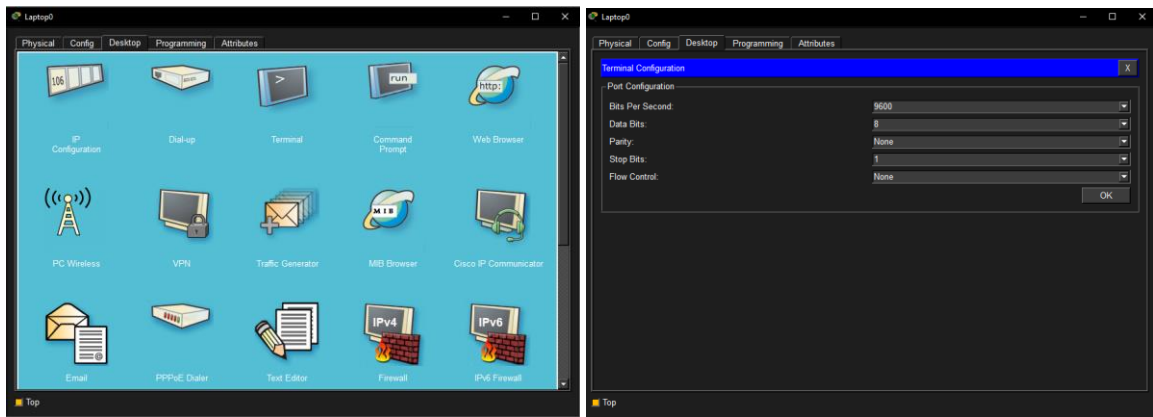 Laptop0
Physical Config Desktop Programming Attributes
106
run
http:
IP
Configuration
Dial-up
Terminal
Command
Prompt
Web Browser
MIB
PC Wireless
VPN
Traffic Generator
MIB Browser
Cisco IP Communicator
IPv4
IPv6
Email
PPPoE Dialer
Text Editor
Firewall
IPv6 Firewall
Top
Laptop0
Physical Config Desktop Programming Attributes
Terminal Configuration X
Port Configuration
Bits Per Second: 9600
Data Bits: 8
Parity: None
Stop Bits: 1
Flow Control: None
OK
Top